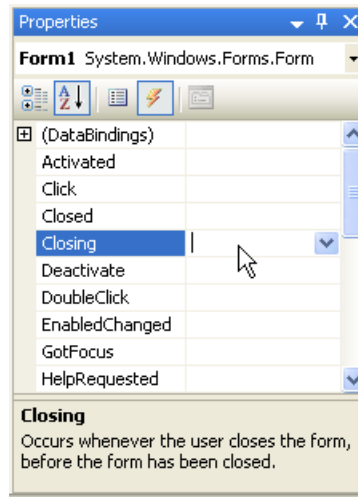 Properties
Form1 System.Windows.Forms.Form
A
Z
(DataBindings)
Activated
Click
Closed
Closing
Deactivate
DoubleClick
EnabledChanged
GotFocus
HelpRequested
Closing
Occurs whenever the user closes the form,
before the form has been closed.